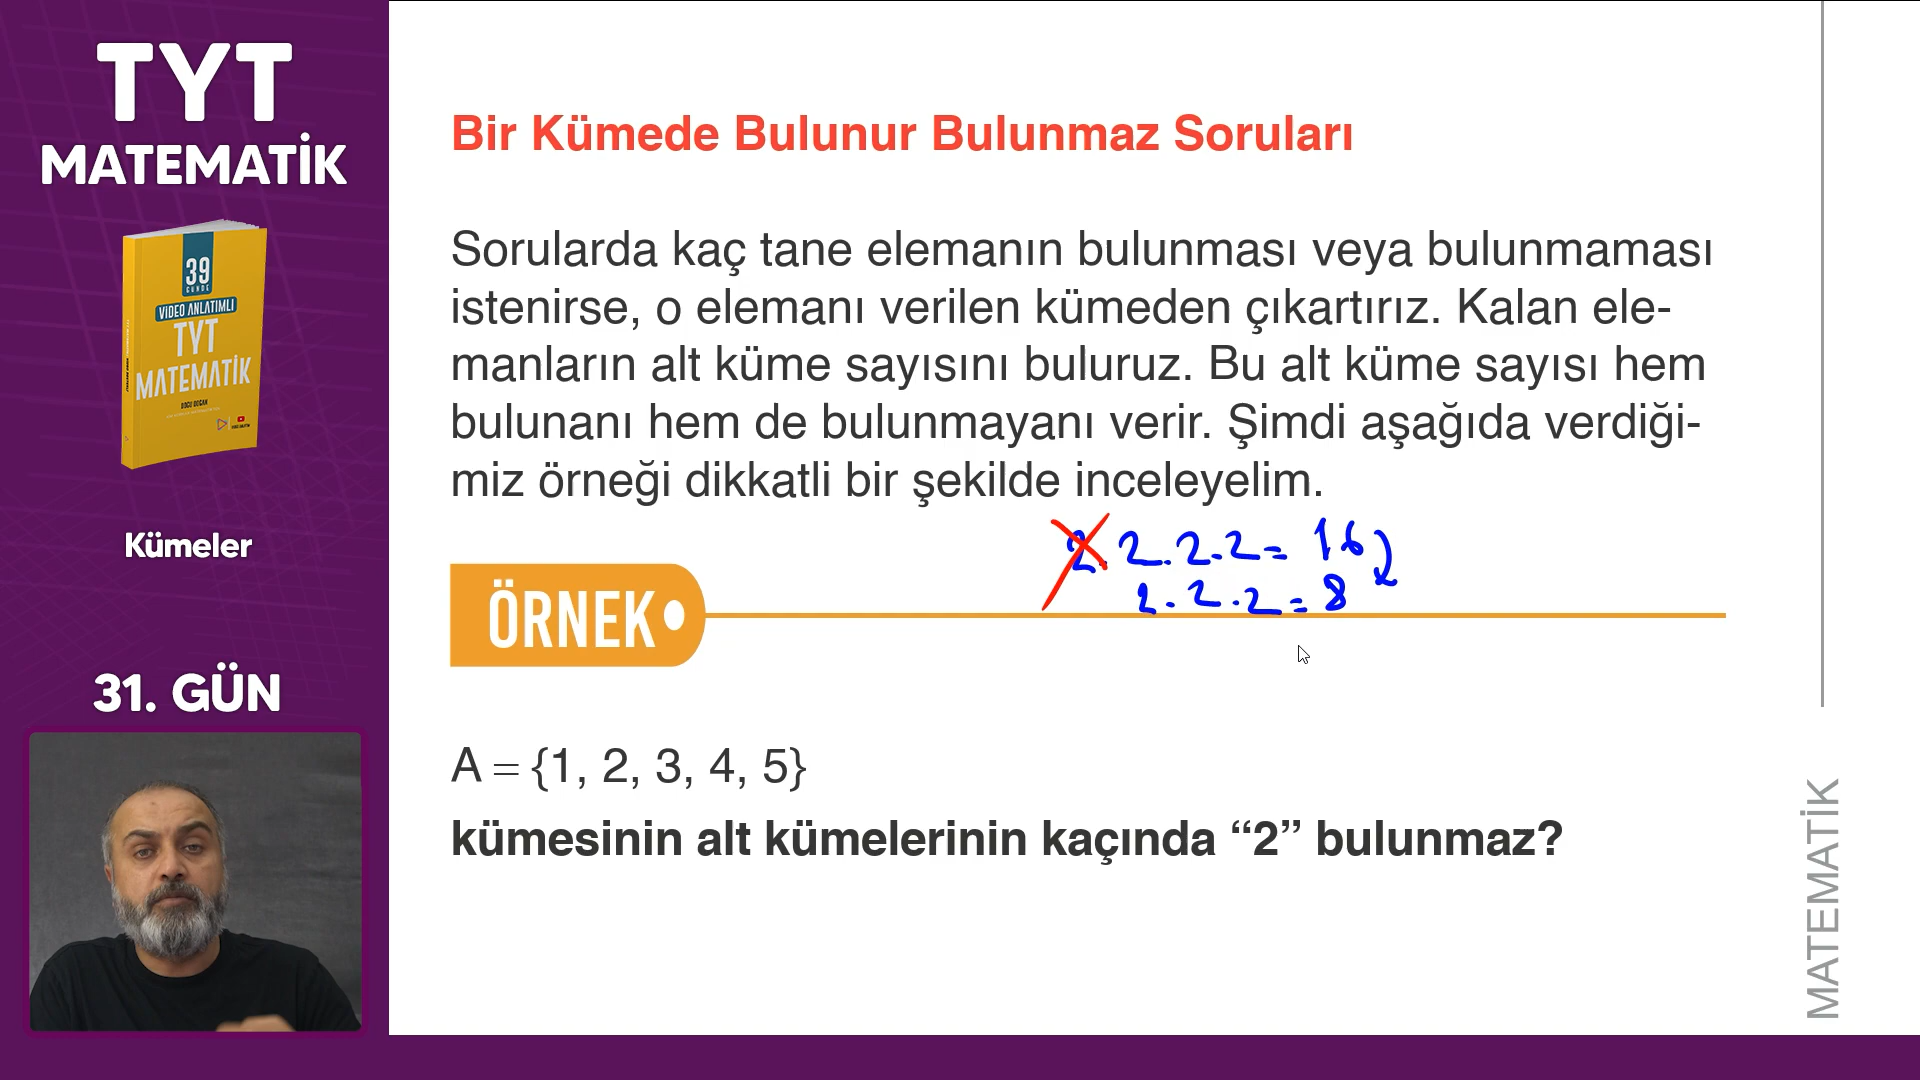 TYT
MATEMATİK
39
GÜNDE
VİDEO ANLATIMLI
TYT
MATEMATİK
Kümeler
31. GÜN
Bir Kümede Bulunur Bulunmaz Soruları
Sorularda kaç tane elemanın bulunması veya bulunmaması
istenirse, o elemanı verilen kümeden çıkartırız. Kalan ele-
manların alt küme sayısını buluruz. Bu alt küme sayısı hem
bulunanı hem de bulunmayanı verir. Şimdi aşağıda verdiği-
miz örneği dikkatli bir şekilde inceleyelim.
2.2.2.2= 16
2.2.2=8
ÖRNEK
A = {1, 2, 3, 4, 5}
kümesinin alt kümelerinin kaçında “2” bulunmaz?
MATEMATİK